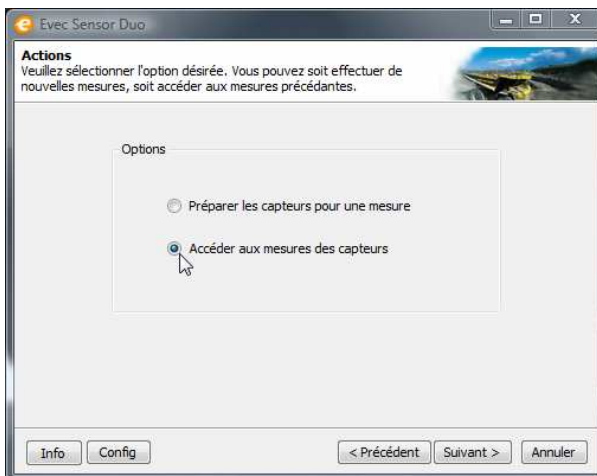 Evec Sensor Duo
Actions
Veuillez sélectionner l'option désirée. Vous pouvez soit effectuer de
nouvelles mesures, soit accéder aux mesures précédantes.
Options
Préparer les capteurs pour une mesure
Accéder aux mesures des capteurs
Info
Config
< Précédent
Suivant >
Annuler